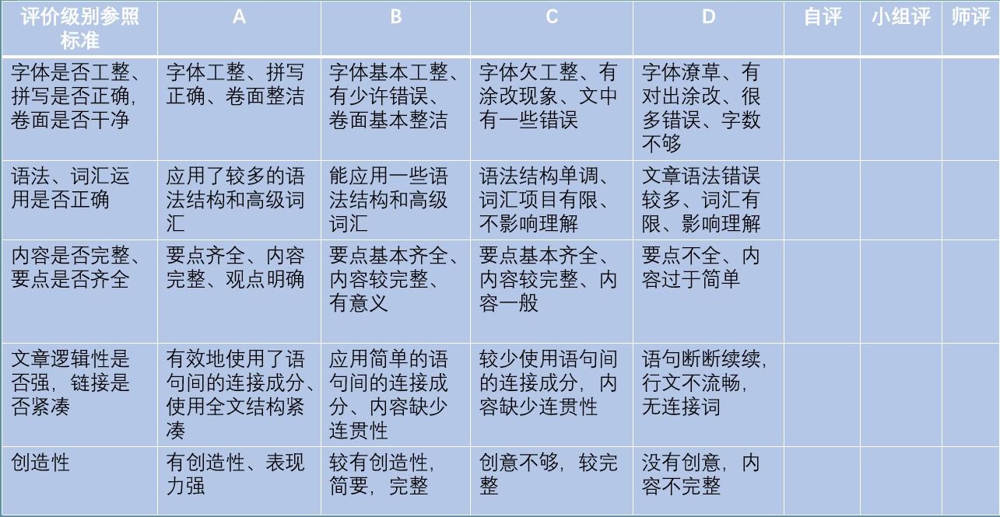 评价级别参照
标准
A
B
C
D
自评
小组评
师评
字体是否工整、
拼写是否正确,
卷面是否干净
字体工整、拼写
正确、卷面整洁
字体基本工整、
有少许错误、
卷面基本整洁
字体欠工整、有
涂改现象、文中
有一些错误
字体潦草、有
对出涂改、很
多错误、字数
不够
语法、词汇运
用是否正确
应用了较多的语
法结构和高级词
汇
能应用一些语
法结构和高级
词汇
语法结构单调、
词汇项目有限、
不影响理解
文章语法错误
较多、词汇有
限、影响理解
内容是否完整、
要点是否齐全
要点齐全、内容
完整、观点明确
要点基本齐全、
内容较完整、
有意义
要点基本齐全、
内容较完整、内
容一般
要点不全、内
容过于简单
文章逻辑性是
否强，链接是
否紧凑
有效地使用了语
句间的连接成分、
使用全文结构紧
凑
应用简单的语
句间的连接成
分、内容缺少
连贯性
较少使用语句间
的连接成分，内
容缺少连贯性
语句断断续续，
行文不流畅，
无连接词
创造性
有创造性、表现
力强
较有创造性，
简要，完整
创意不够，较完
整
没有创意，内
容不完整